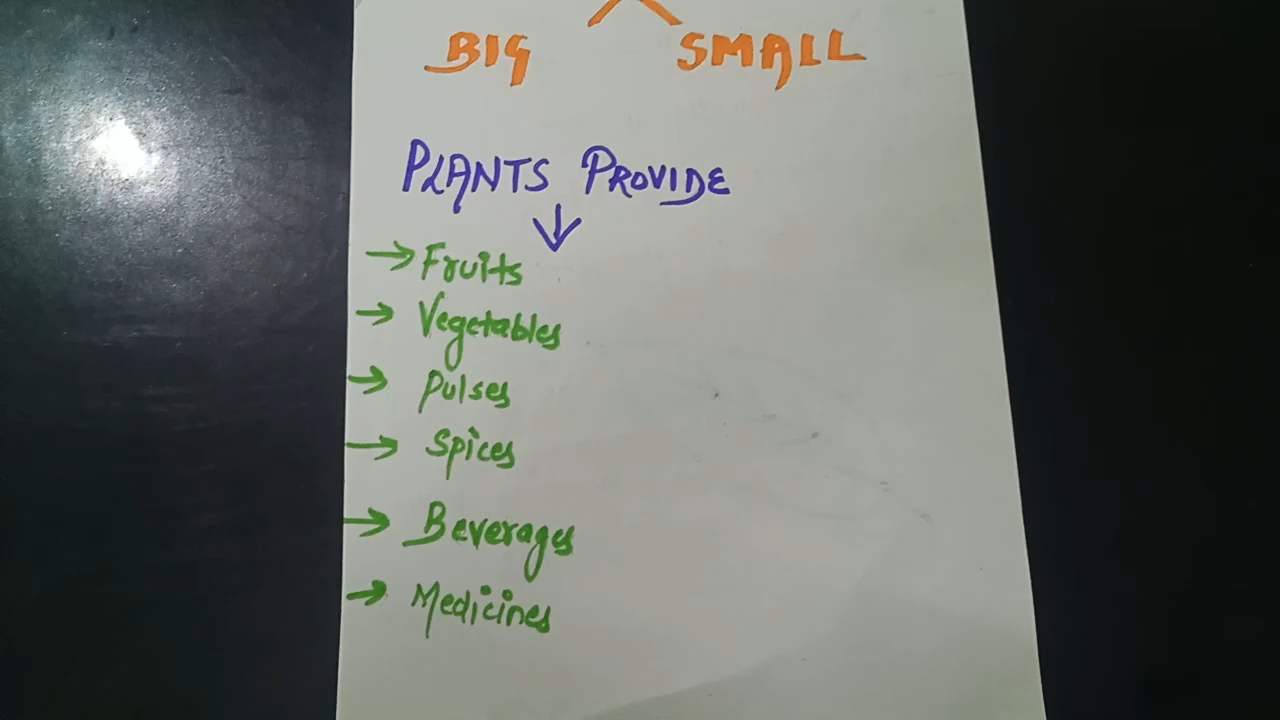 BIG SMALL
PLANTS PROVIDE
Fruits
Vegetables
Pulses
Spices
Beverages
Medicines